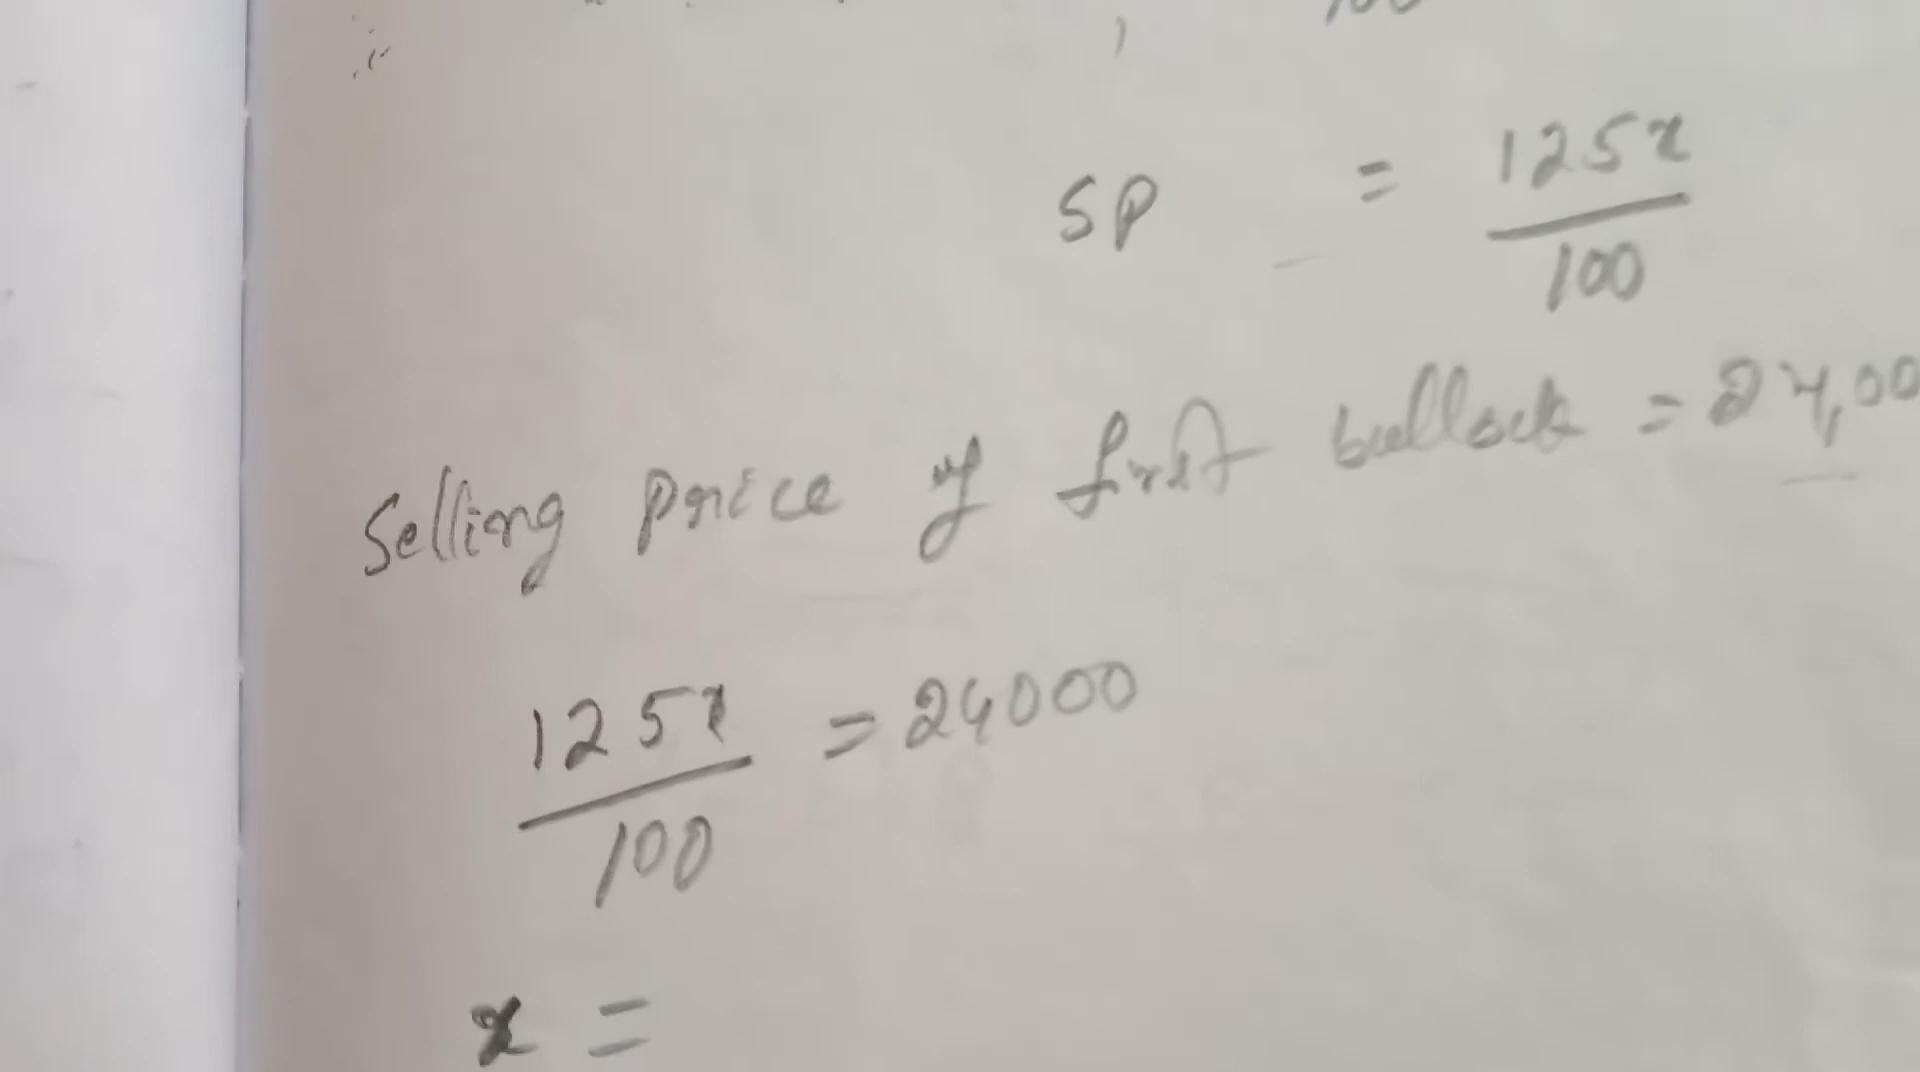 SP = 125x
100
Selling price of first bullock = 24,00
125x = 24000
100
x =